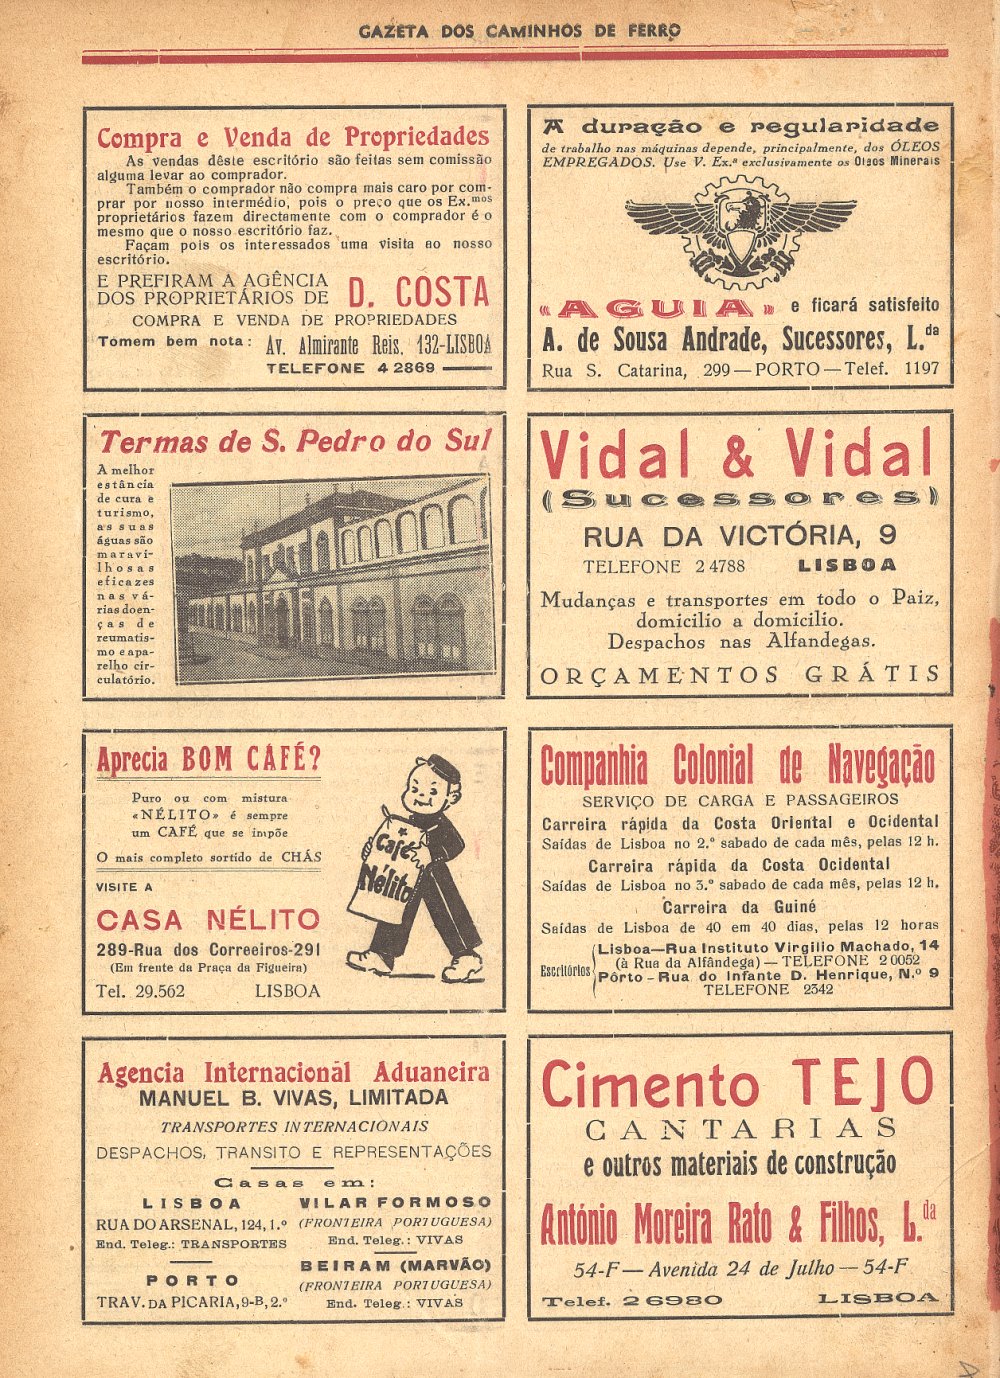 GAZETA DOS CAMINHOS DE FERRO
Compra e Venda de Propriedades
As vendas dêste escritório são feitas sem comissão
alguma levar ao comprador.
Também o comprador não compra mais caro por com-
prar por nosso intermédio, pois o preço que os Ex.mos
proprietários fazem directamente com o comprador é o
mesmo que o nosso escritório faz.
Façam pois os interessados uma visita ao nosso
escritório.
E PREFIRAM A AGÊNCIA
DOS PROPRIETÁRIOS DE
D. COSTA
COMPRA E VENDA DE PROPRIEDADES
Tomem bem nota: Av. Almirante Reis, 132-LISBOA
TELEFONE 4 2869
A duração e regularidade
de trabalho nas máquinas depende, principalmente, dos ÓLEOS
EMPREGADOS. Use V. Ex.ª exclusivamente os Oleos Minerais
«AGUIA» e ficará satisfeito
A. de Sousa Andrade, Sucessores, L.da
Rua S. Catarina, 299—PORTO—Telef. 1197
Termas de S. Pedro do Sul
A melhor
estância
de cura e
turismo,
as suas
águas são
maravi-
lhosas
eficazes
nas vá-
rias doen-
ças de
reumatis-
mo e apa-
relho cir-
culatório.
Vidal & Vidal
(Sucessores)
RUA DA VICTÓRIA, 9
TELEFONE 2 4788 LISBOA
Mudanças e transportes em todo o Paiz,
domicilio a domicilio.
Despachos nas Alfandegas.
ORÇAMENTOS GRÁTIS
Aprecia BOM CAFÉ?
Puro ou com mistura
«NÉLITO» é sempre
um CAFÉ que se impõe
O mais completo sortido de CHÁS
VISITE A
CASA NÉLITO
289-Rua dos Correeiros-291
(Em frente da Praça da Figueira)
Tel. 29.562 LISBOA
Café
Nélito
Companhia Colonial de Navegação
SERVIÇO DE CARGA E PASSAGEIROS
Carreira rápida da Costa Oriental e Ocidental
Saídas de Lisboa no 2.º sabado de cada mês, pelas 12 h.
Carreira rápida da Costa Ocidental
Saídas de Lisboa no 3.º sabado de cada mês, pelas 12 h.
Carreira da Guiné
Saídas de Lisboa de 40 em 40 dias, pelas 12 horas
Escritórios
Lisboa—Rua Instituto Virgilio Machado, 14
(à Rua da Alfândega) — TELEFONE 2 0052
Pôrto - Rua do Infante D. Henrique, N.º 9
TELEFONE 2342
Agencia Internacional Aduaneira
MANUEL B. VIVAS, LIMITADA
TRANSPORTES INTERNACIONAIS
DESPACHOS, TRANSITO E REPRESENTAÇÕES
Casas em:
LISBOA
RUA DO ARSENAL, 124, 1.º
End. Teleg.: TRANSPORTES
PORTO
TRAV. DA PICARIA, 9-B, 2.º
VILAR FORMOSO
(FRONTEIRA PORTUGUESA)
End. Teleg.: VIVAS
BEIRAM (MARVÃO)
(FRONTEIRA PORTUGUESA)
End. Teleg.: VIVAS
Cimento TEJO
CANTARIAS
e outros materiais de construção
António Moreira Rato & Filhos, L.da
54-F — Avenida 24 de Julho — 54-F
Telef. 2 6980 LISBOA